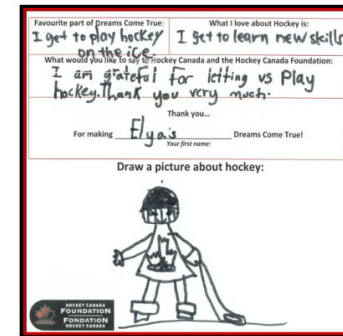 Favourite part of Dreams Come True:
I get to play hockey
on the ice.
What I love about Hockey is:
I get to learn new skills
What would you like to say to Hockey Canada and the Hockey Canada Foundation:
I am grateful for letting us Play
hockey. Thank you very much.
Thank you...
For making Elyas Dreams Come True!
Your first name:
Draw a picture about hockey:
HOCKEY CANADA
FOUNDATION
FONDATION
HOCKEY CANADA